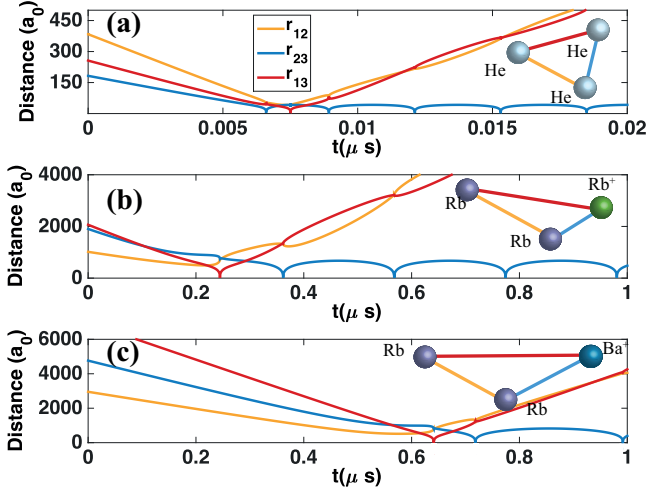 (a)
r12
r23
r13
Distance (a0)
450
300
150
0
0.005
0.01
0.015
0.02
t(μ s)
He
He
He
(b)
Distance (a0)
4000
2000
0
0
0.2
0.4
0.6
0.8
1
t(μ s)
Rb
Rb+
Rb
(c)
Distance (a0)
6000
4000
2000
0
0
0.2
0.4
0.6
0.8
1
t(μ s)
Rb
Ba+
Rb